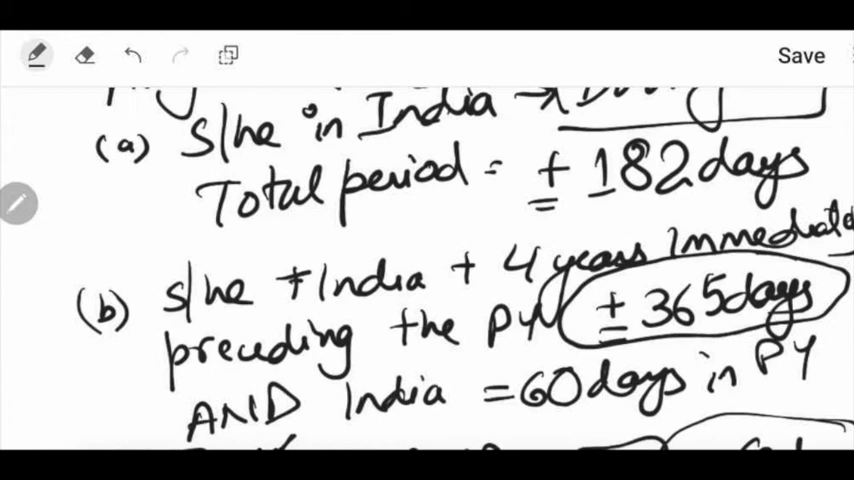 Save
(a) S/he in India →
Total period = ± 182 days
(b) s/he + India + 4 years immediate
preceding the PY ± 365 days
AND India = 60 days in PY